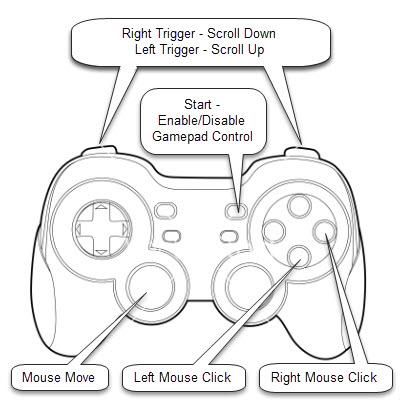 Right Trigger - Scroll Down
Left Trigger - Scroll Up
Start -
Enable/Disable
Gamepad Control
Mouse Move
Left Mouse Click
Right Mouse Click